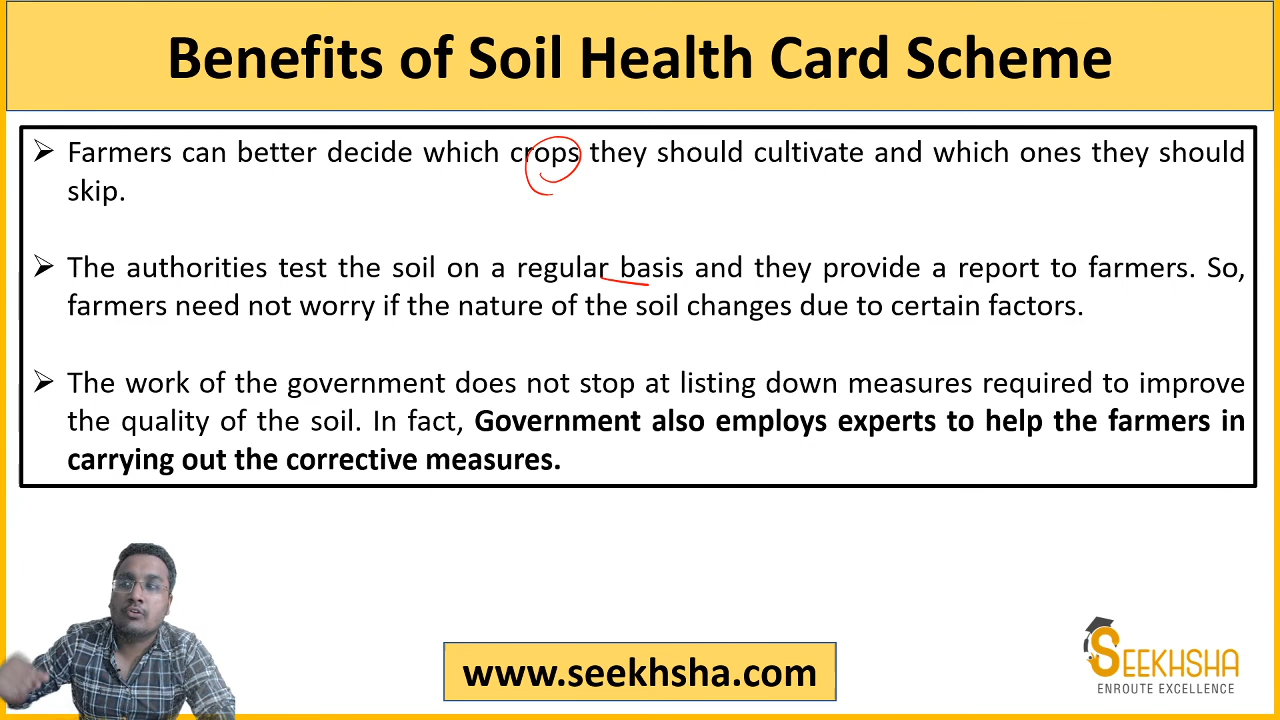 Benefits of Soil Health Card Scheme
➢ Farmers can better decide which crops they should cultivate and which ones they should
skip.
➢ The authorities test the soil on a regular basis and they provide a report to farmers. So,
farmers need not worry if the nature of the soil changes due to certain factors.
➢ The work of the government does not stop at listing down measures required to improve
the quality of the soil. In fact, Government also employs experts to help the farmers in
carrying out the corrective measures.
www.seekhsha.com
SEEKHSHA
ENROUTE EXCELLENCE